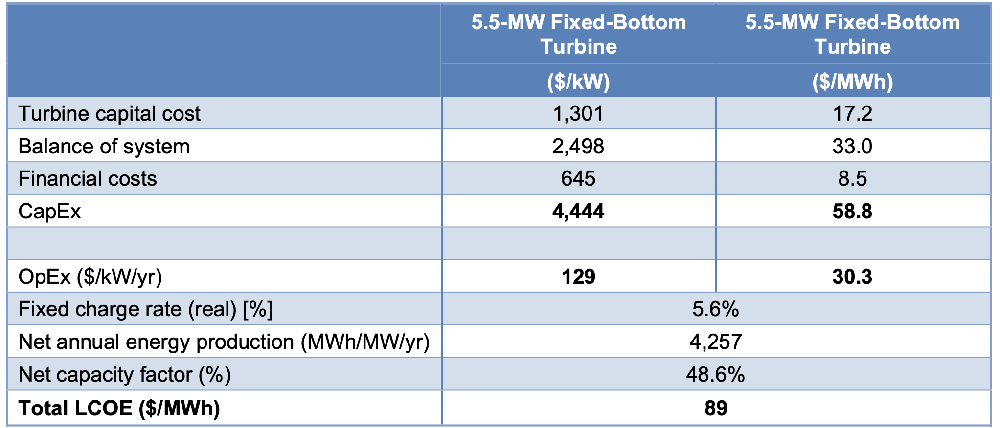 5.5-MW Fixed-Bottom Turbine 5.5-MW Fixed-Bottom Turbine
($/kW) ($/MWh)
Turbine capital cost 1,301 17.2
Balance of system 2,498 33.0
Financial costs 645 8.5
CapEx 4,444 58.8
OpEx ($/kW/yr) 129 30.3
Fixed charge rate (real) [%] 5.6%
Net annual energy production (MWh/MW/yr) 4,257
Net capacity factor (%) 48.6%
Total LCOE ($/MWh) 89